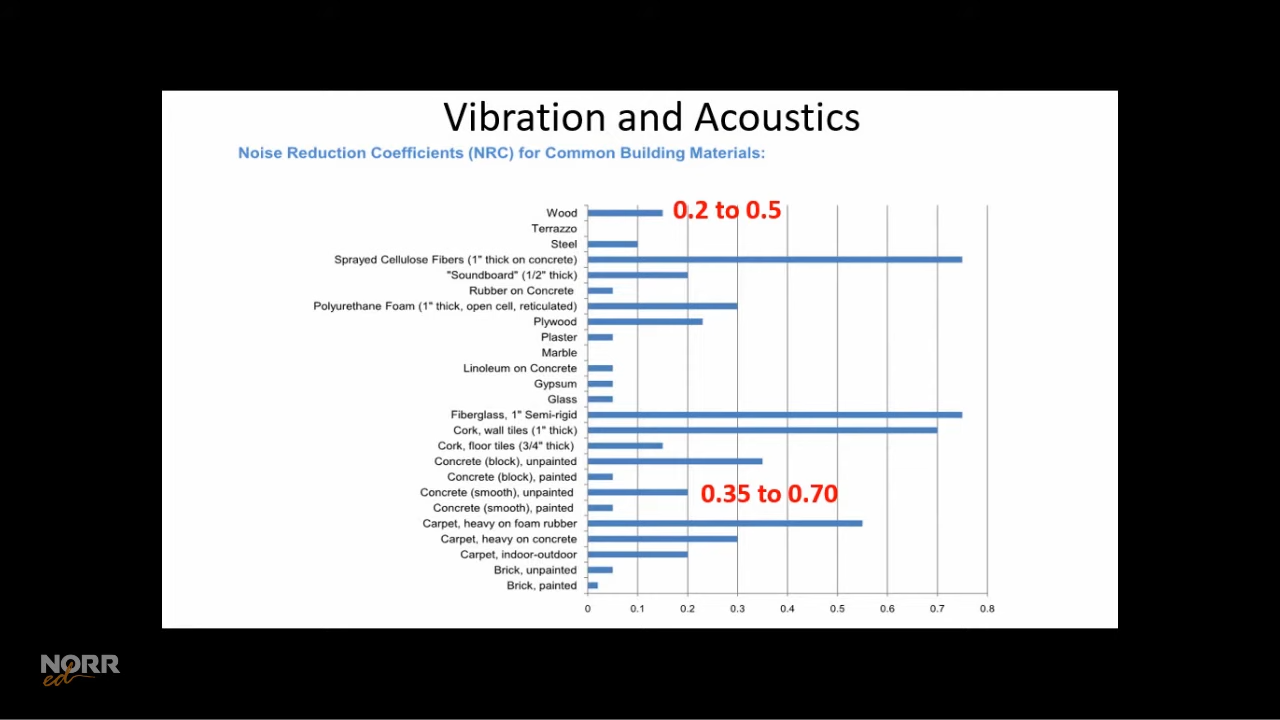 Vibration and Acoustics
Noise Reduction Coefficients (NRC) for Common Building Materials:
Wood 0.2 to 0.5
Terrazzo
Steel
Sprayed Cellulose Fibers (1" thick on concrete)
"Soundboard" (1/2" thick)
Rubber on Concrete
Polyurethane Foam (1" thick, open cell, reticulated)
Plywood
Plaster
Marble
Linoleum on Concrete
Gypsum
Glass
Fiberglass, 1" Semi-rigid
Cork, wall tiles (1" thick)
Cork, floor tiles (3/4" thick)
Concrete (block), unpainted
Concrete (block), painted
Concrete (smooth), unpainted 0.35 to 0.70
Concrete (smooth), painted
Carpet, heavy on foam rubber
Carpet, heavy on concrete
Carpet, indoor-outdoor
Brick, unpainted
Brick, painted
0 0.1 0.2 0.3 0.4 0.5 0.6 0.7 0.8
NORR
ed